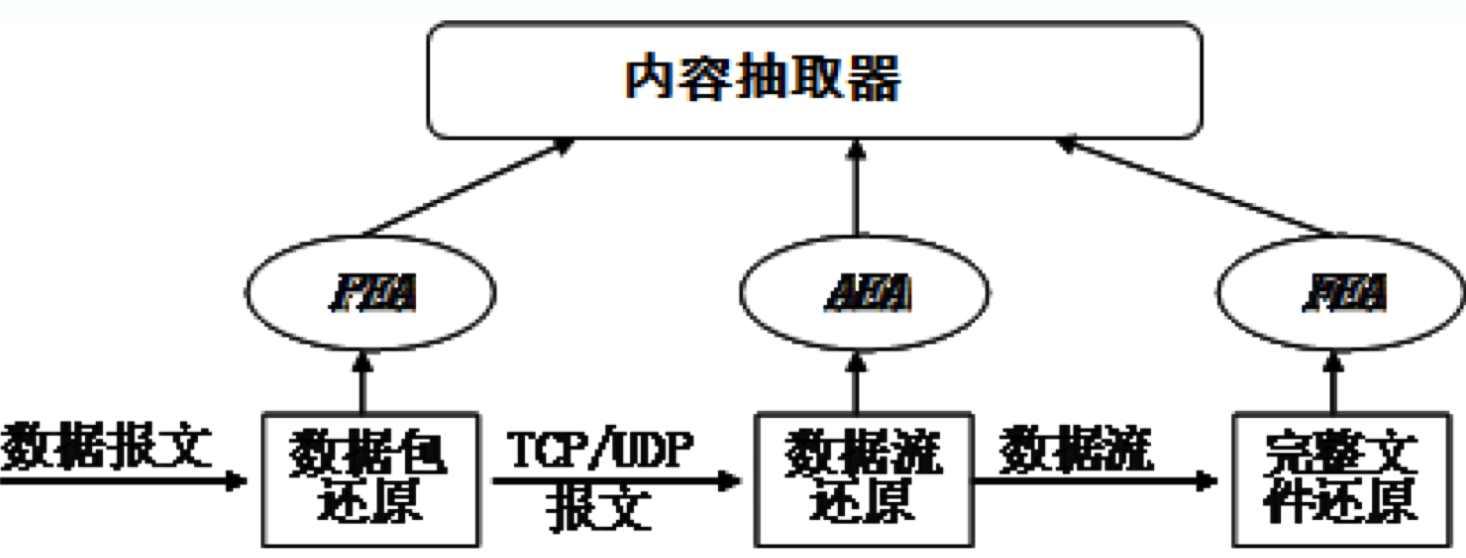 内容抽取器
PEA
AEA
FEA
数据报文
数据包
还原
TCP/UDP
报文
数据流
还原
数据流
完整文
件还原